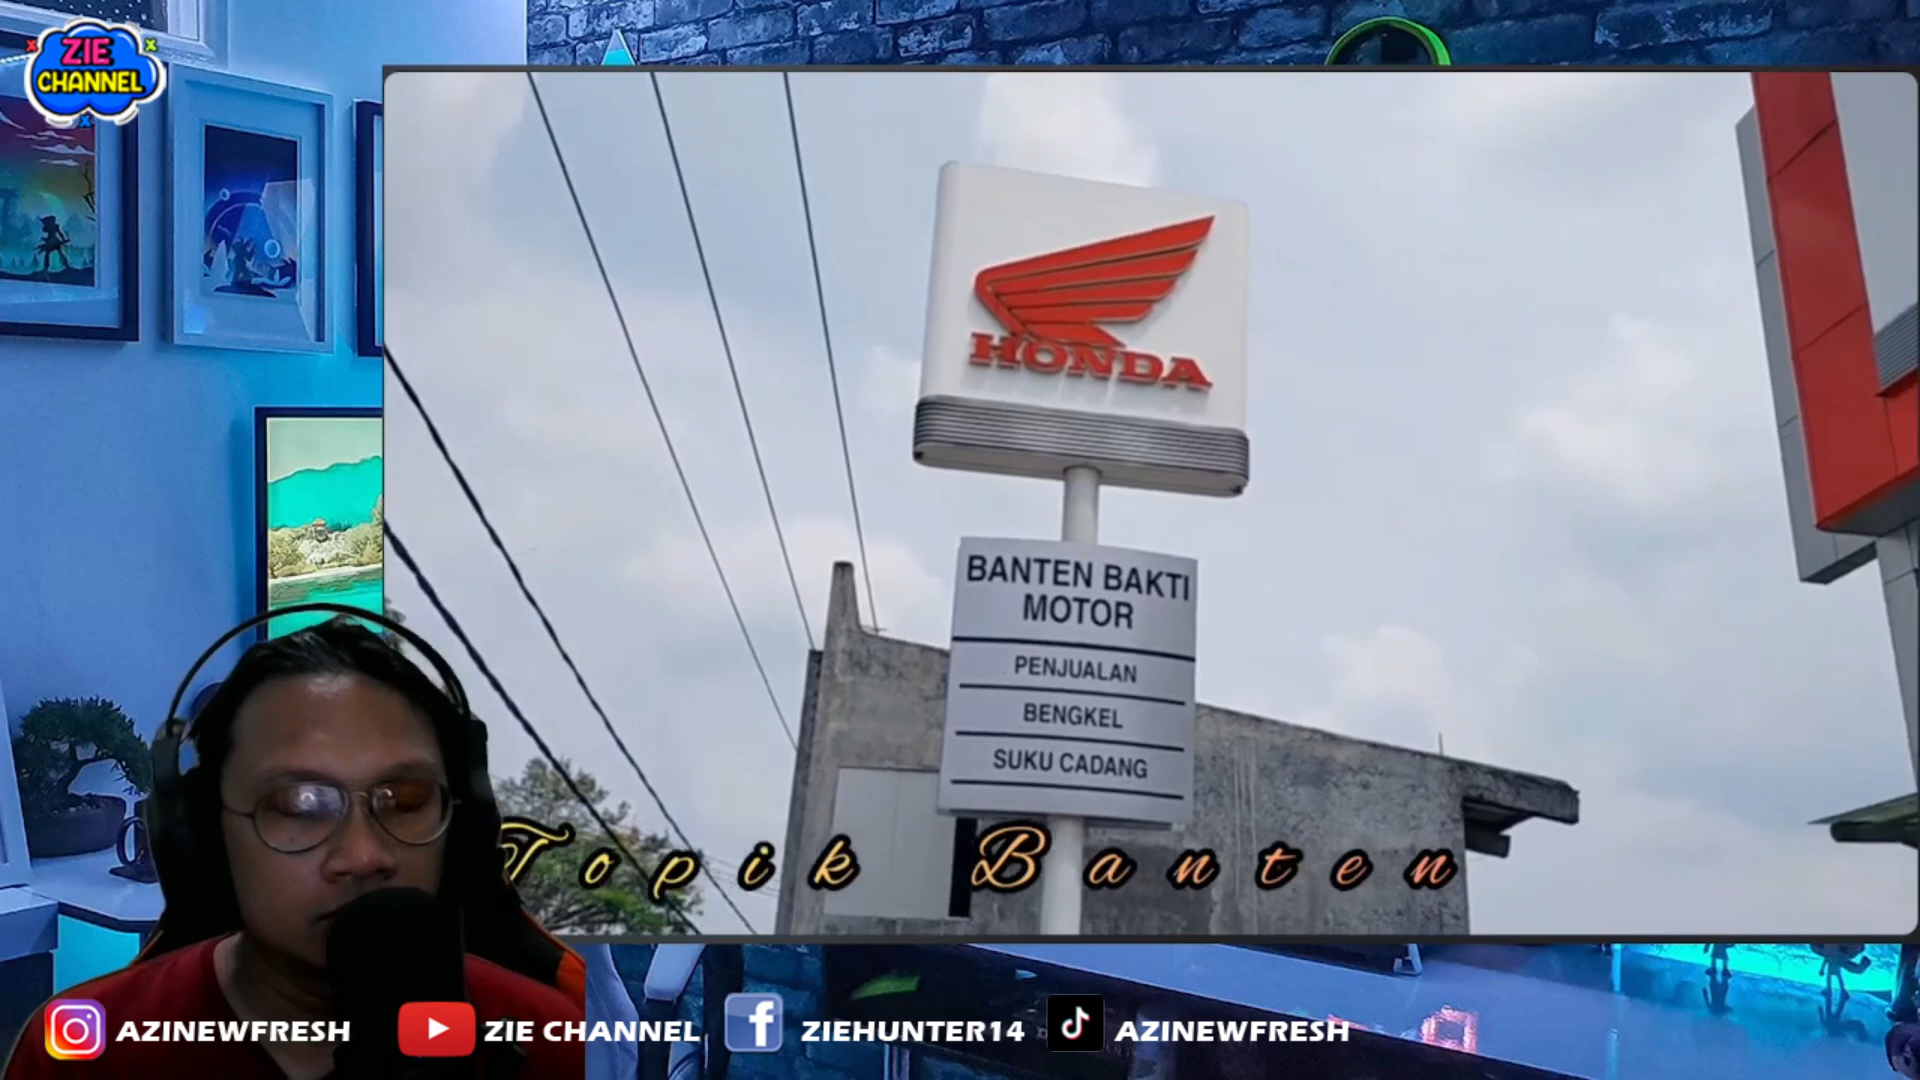 ZIE
CHANNEL
HONDA
BANTEN BAKTI
MOTOR
PENJUALAN
BENGKEL
SUKU CADANG
Topik Banten
AZINEWFRESH
ZIE CHANNEL
ZIEHUNTER14
AZINEWFRESH